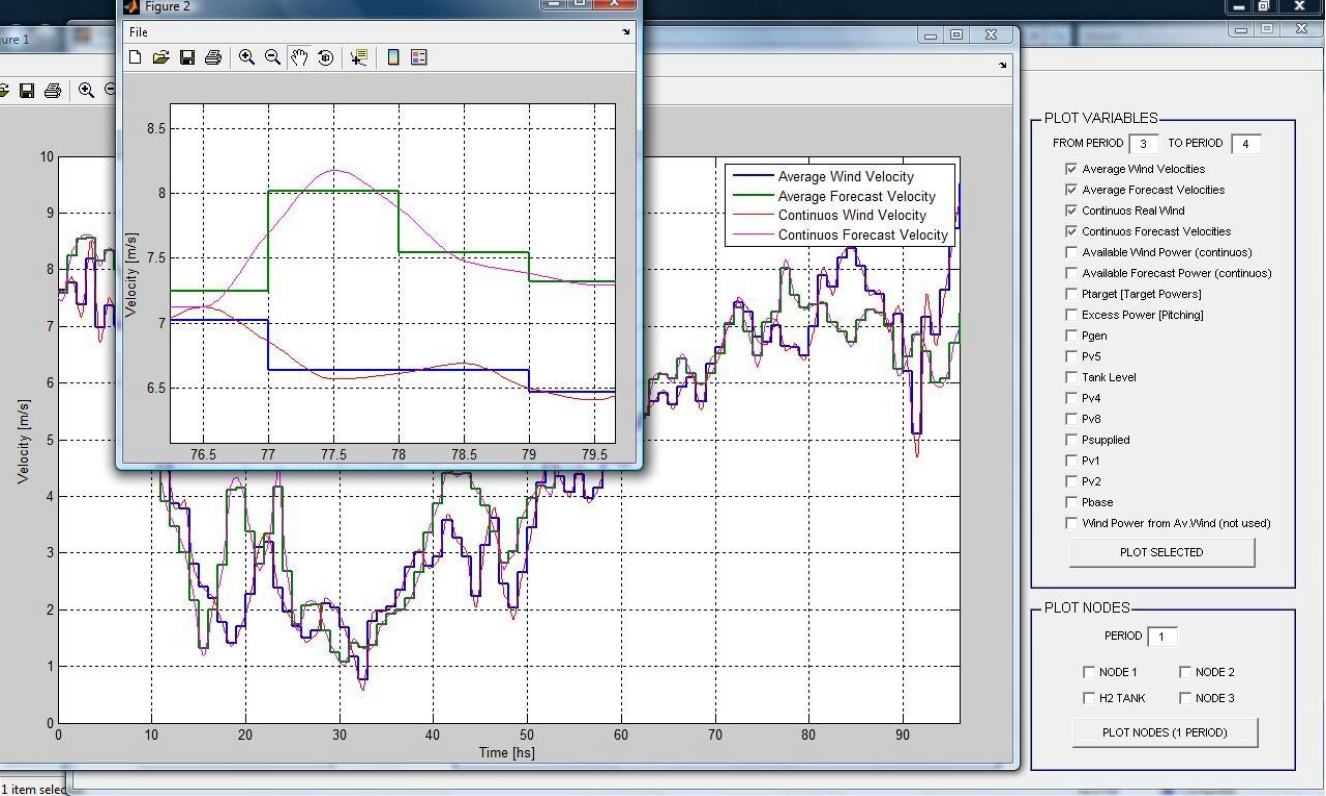 Figure 2
File
8.5
8
7.5
7
6.5
Velocity [m/s]
76.5 77 77.5 78 78.5 79 79.5
ure 1
10
9
8
7
6
5
4
3
2
1
0
Velocity [m/s]
0 10 20 30 40 50 60 70 80 90
Time [hs]
Average Wind Velocity
Average Forecast Velocity
Continuos Wind Velocity
Continuos Forecast Velocity
PLOT VARIABLES
FROM PERIOD 3 TO PERIOD 4
Average Wind Velocities
Average Forecast Velocities
Continuos Real Wind
Continuos Forecast Velocities
Available Wind Power (continuos)
Available Forecast Power (continuos)
Ptarget [Target Powers]
Excess Power [Pitching]
Pgen
Pv5
Tank Level
Pv4
Pv8
Psupplied
Pv1
Pv2
Pbase
Wind Power from Av.Wind (not used)
PLOT SELECTED
PLOT NODES
PERIOD 1
NODE 1 NODE 2
H2 TANK NODE 3
PLOT NODES (1 PERIOD)
1 item selec